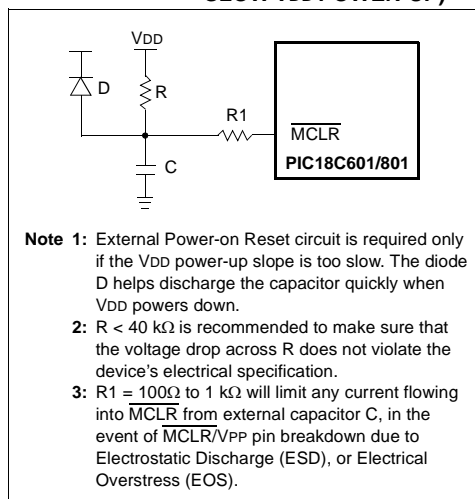 VDD
D
R
R1
MCLR
C
PIC18C601/801
Note 1: External Power-on Reset circuit is required only
if the VDD power-up slope is too slow. The diode
D helps discharge the capacitor quickly when
VDD powers down.
2: R < 40 kΩ is recommended to make sure that
the voltage drop across R does not violate the
device's electrical specification.
3: R1 = 100Ω to 1 kΩ will limit any current flowing
into MCLR from external capacitor C, in the
event of MCLR/VPP pin breakdown due to
Electrostatic Discharge (ESD), or Electrical
Overstress (EOS).